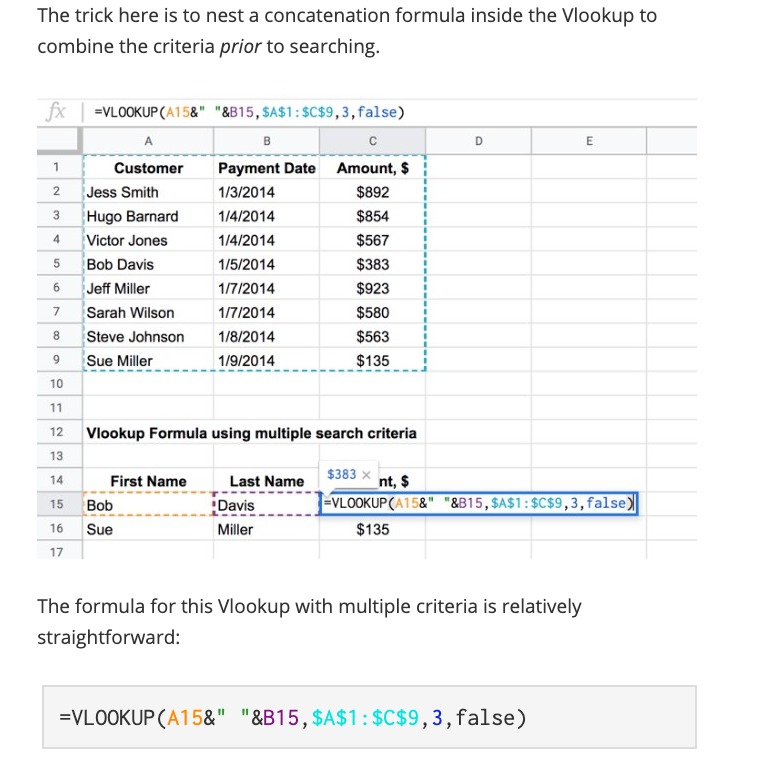 The trick here is to nest a concatenation formula inside the Vlookup to
combine the criteria prior to searching.
fx =VLOOKUP(A15&" "&B15,$A$1:$C$9,3,false)
A B C D E
1 Customer Payment Date Amount, $
2 Jess Smith 1/3/2014 $892
3 Hugo Barnard 1/4/2014 $854
4 Victor Jones 1/4/2014 $567
5 Bob Davis 1/5/2014 $383
6 Jeff Miller 1/7/2014 $923
7 Sarah Wilson 1/7/2014 $580
8 Steve Johnson 1/8/2014 $563
9 Sue Miller 1/9/2014 $135
10
11
12 Vlookup Formula using multiple search criteria
13
$383 ×
14 First Name Last Name nt, $
15 Bob Davis =VLOOKUP(A15&" "&B15,$A$1:$C$9,3,false)
16 Sue Miller $135
17
The formula for this Vlookup with multiple criteria is relatively
straightforward:
=VLOOKUP(A15&" "&B15,$A$1:$C$9,3,false)